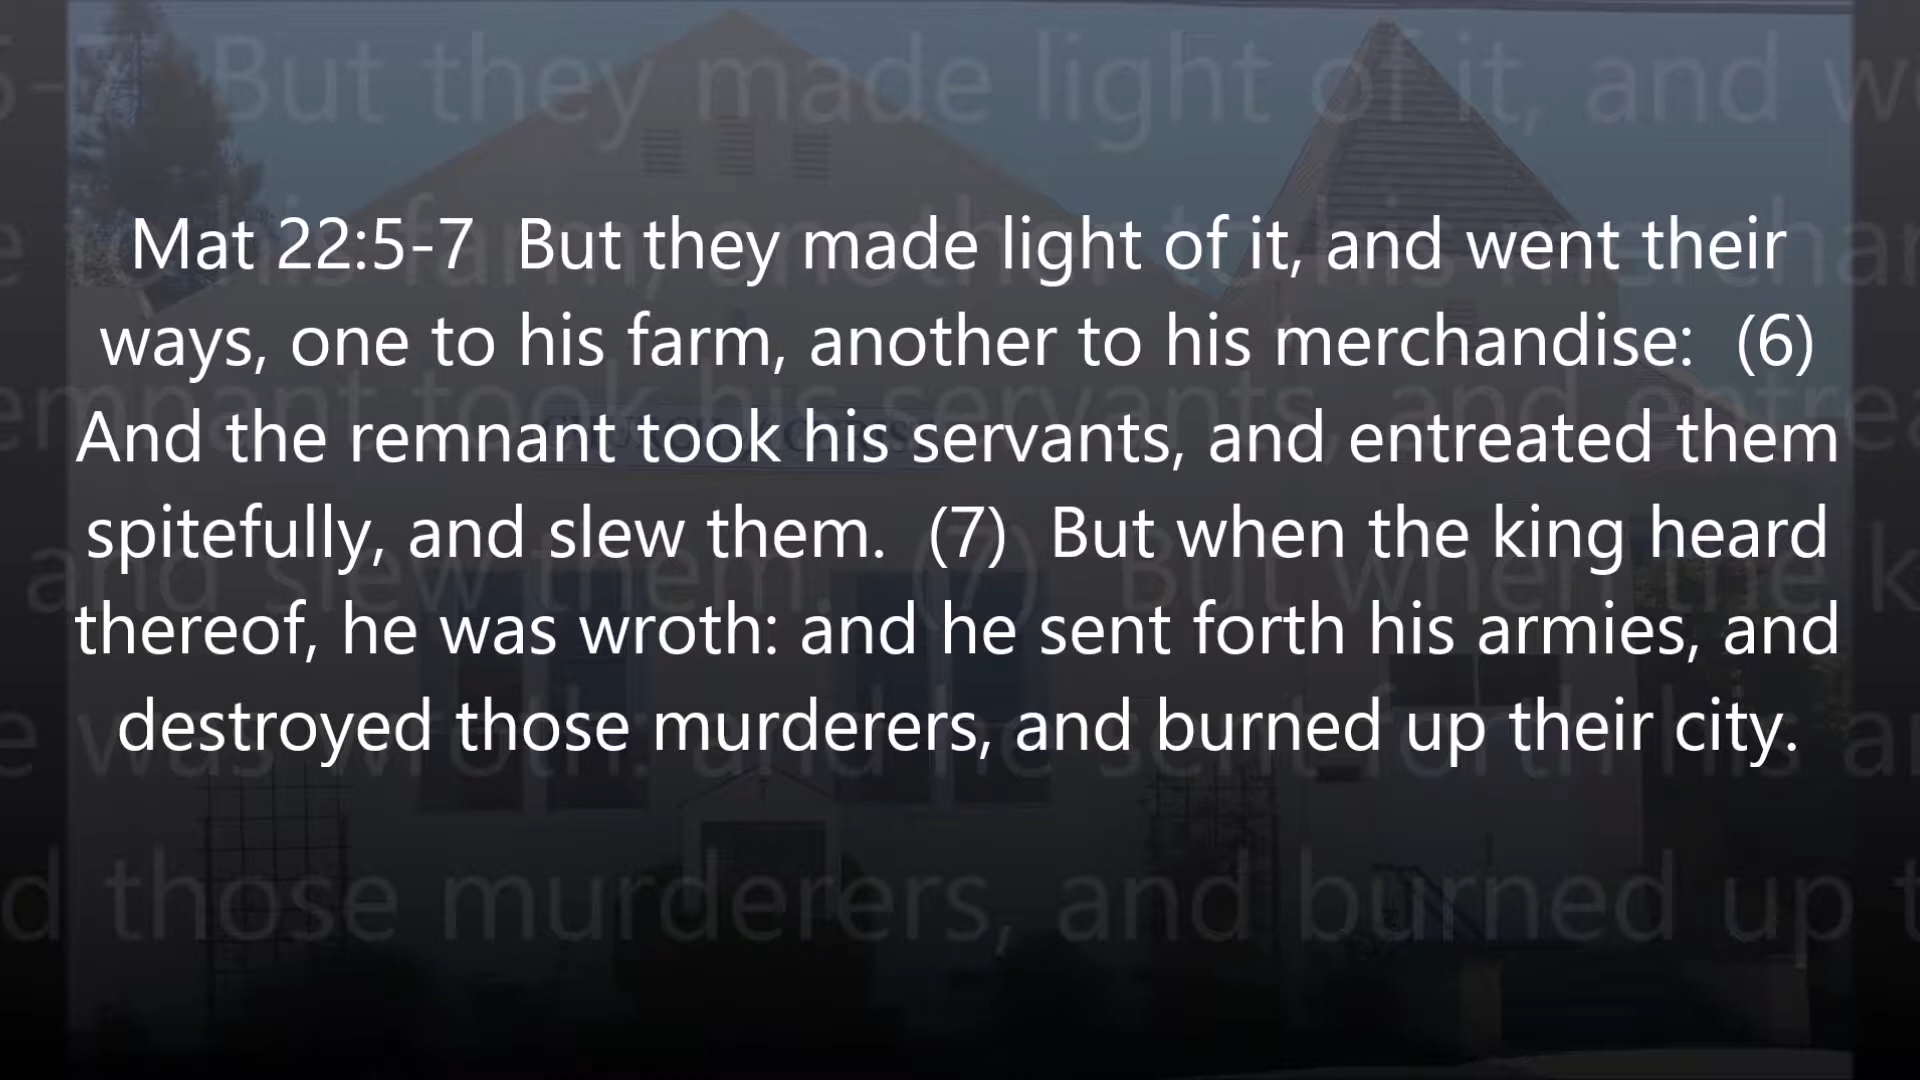 Mat 22:5-7 But they made light of it, and went their
ways, one to his farm, another to his merchandise: (6)
And the remnant took his servants, and entreated them
spitefully, and slew them. (7) But when the king heard
thereof, he was wroth: and he sent forth his armies, and
destroyed those murderers, and burned up their city.